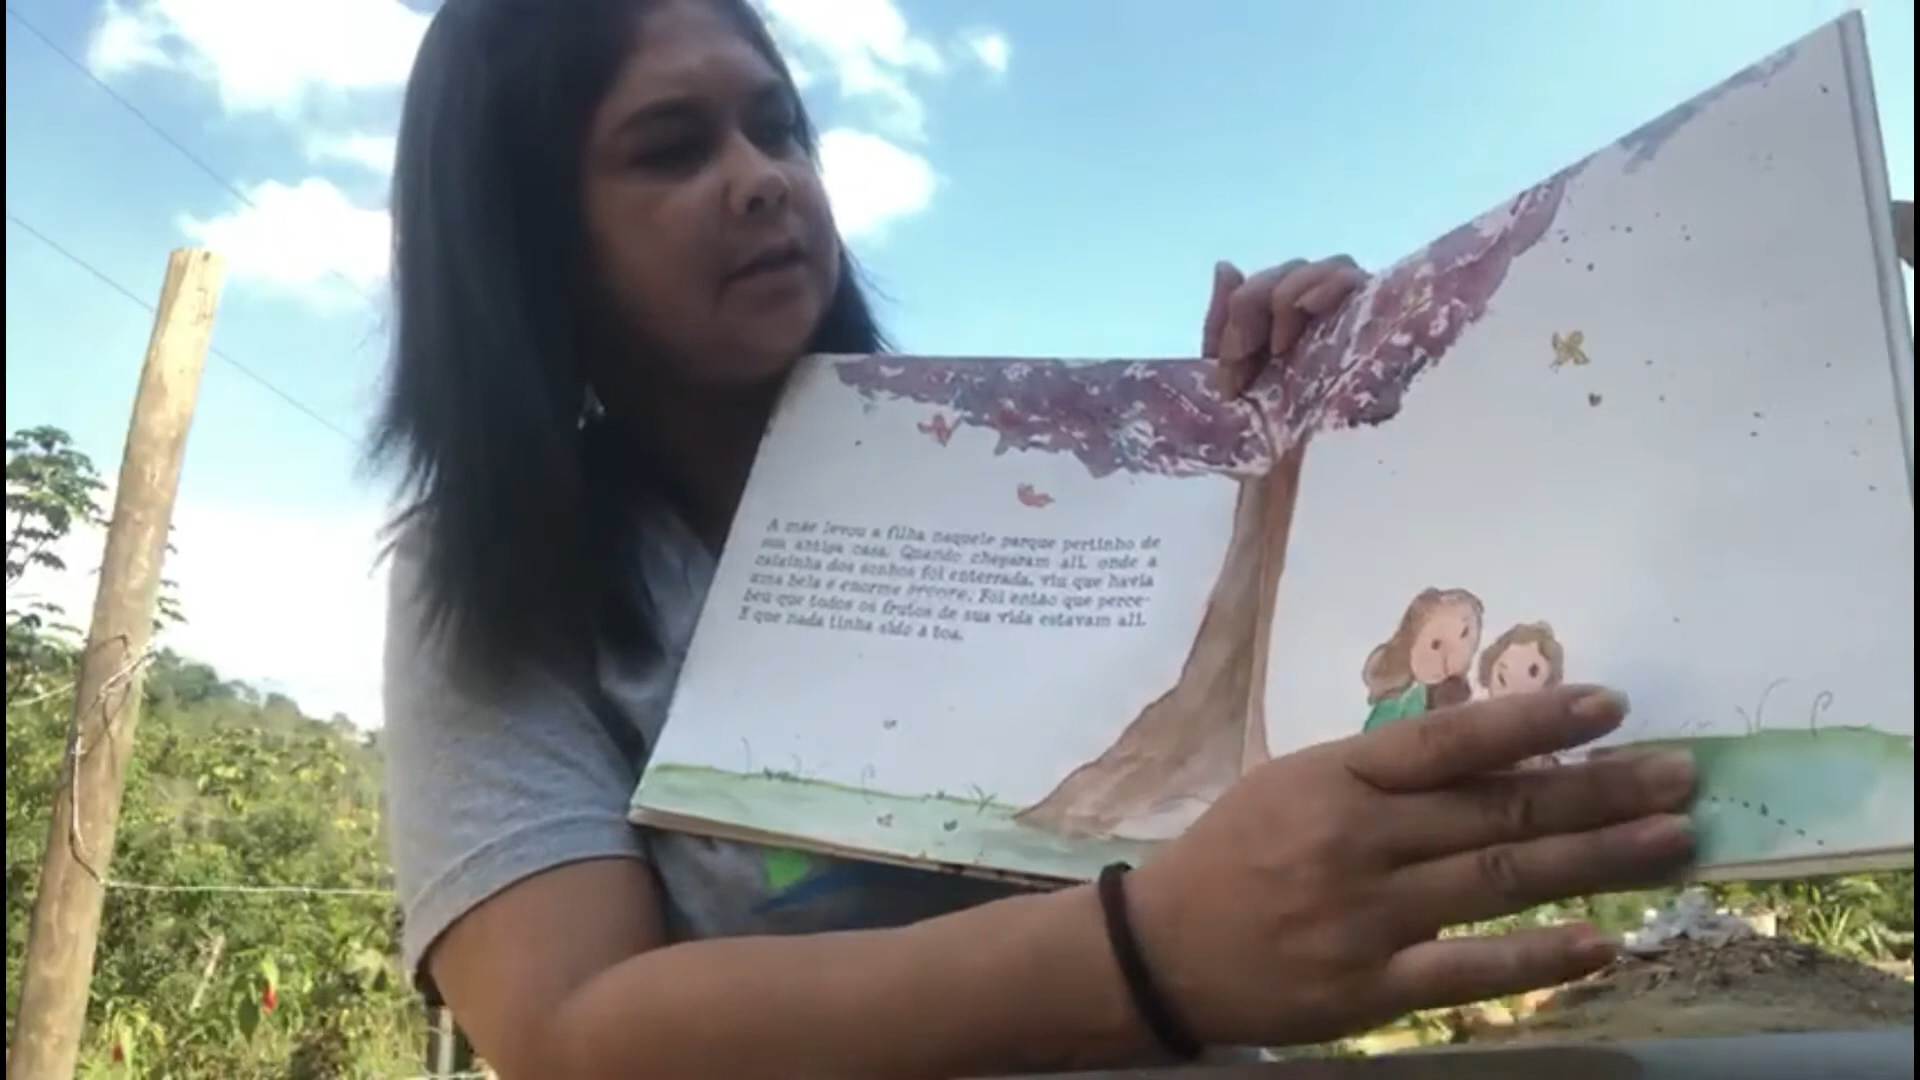 A mãe levou a filha naquele parque pertinho de
sua antiga casa. Quando chegaram ali, onde a
caixinha dos sonhos foi enterrada, viu que havia
uma bela e enorme árvore. Foi então que perce-
beu que todos os frutos de sua vida estavam ali.
E que nada tinha sido à toa.